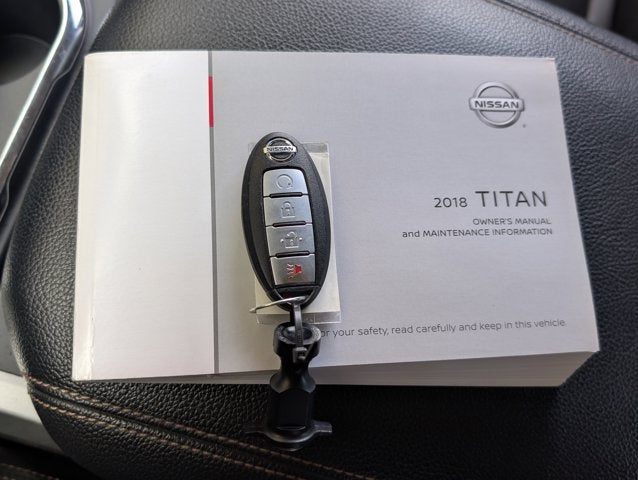 NISSAN
NISSAN
2018 TITAN
OWNER'S MANUAL
and MAINTENANCE INFORMATION
or your safety, read carefully and keep in this vehicle.